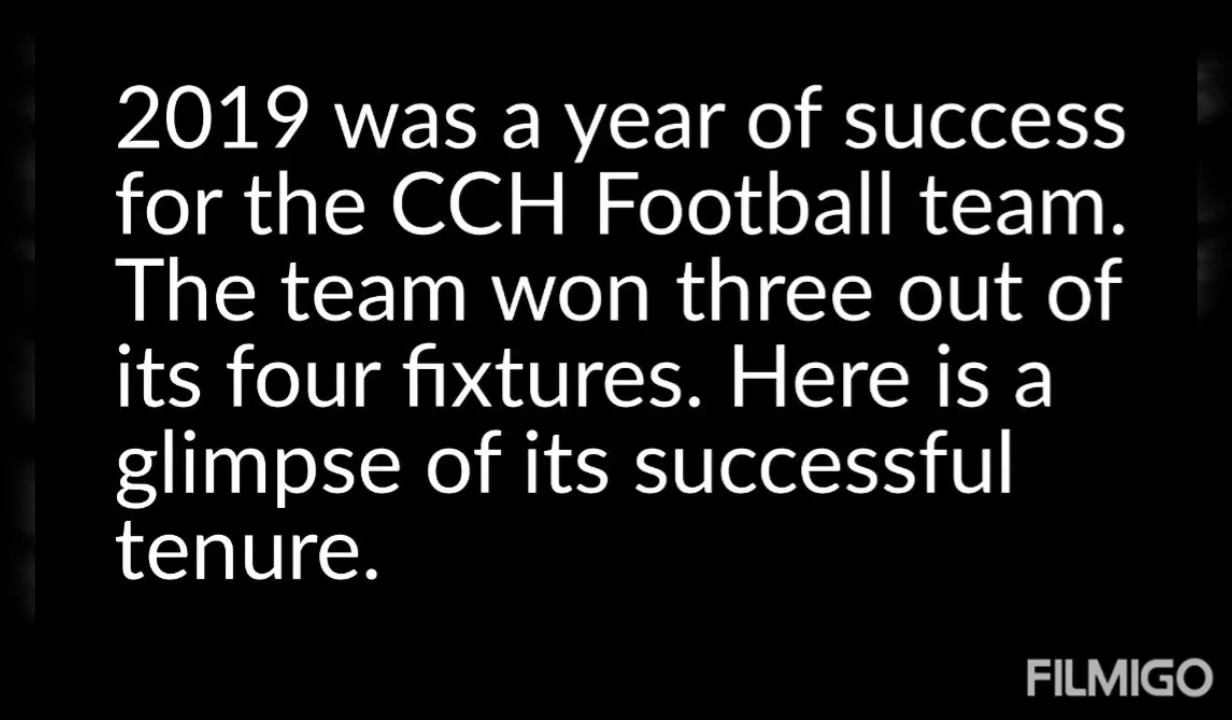 2019 was a year of success
for the CCH Football team.
The team won three out of
its four fixtures. Here is a
glimpse of its successful
tenure.
FILMIGO